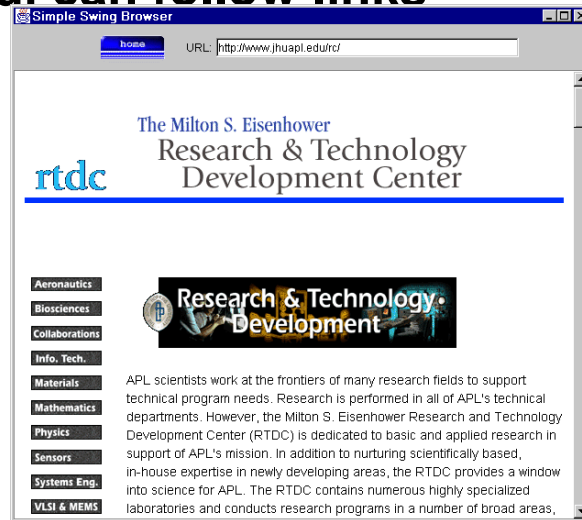 can follow links
Simple Swing Browser
home
URL: http://www.jhuapl.edu/rc/
The Milton S. Eisenhower
Research & Technology
Development Center
rtdc
Research & Technology
Development
Aeronautics
Biosciences
Collaborations
Info. Tech.
Materials
Mathematics
Physics
Sensors
Systems Eng.
VLSI & MEMS
APL scientists work at the frontiers of many research fields to support
technical program needs. Research is performed in all of APL's technical
departments. However, the Milton S. Eisenhower Research and Technology
Development Center (RTDC) is dedicated to basic and applied research in
support of APL's mission. In addition to nurturing scientifically based,
in-house expertise in newly developing areas, the RTDC provides a window
into science for APL. The RTDC contains numerous highly specialized
laboratories and conducts research programs in a number of broad areas,